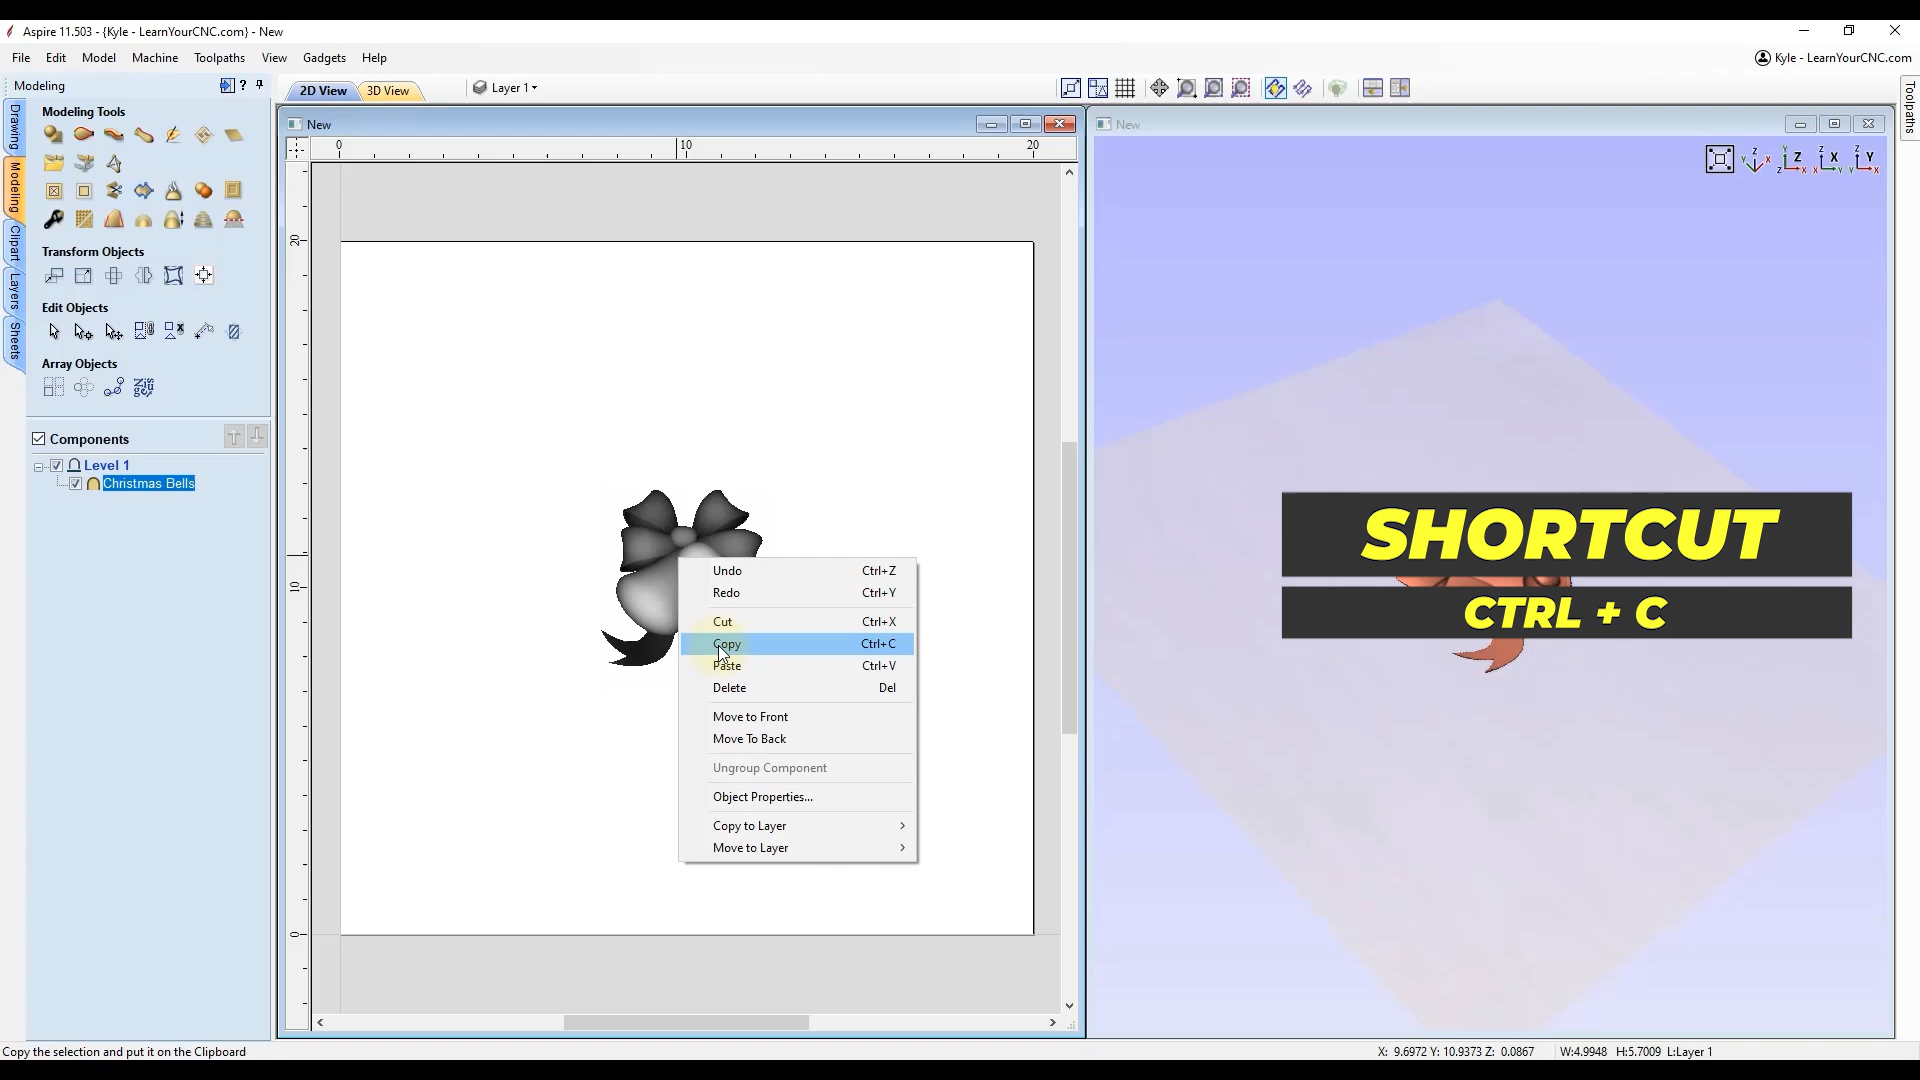 Aspire 11.503 - {Kyle - LearnYourCNC.com} - New
File Edit Model Machine Toolpaths View Gadgets Help
Kyle - LearnYourCNC.com
Modeling
?
2D View
3D View
Layer 1
Toolpaths
Drawing
Modeling
Clipart
Layers
Sheets
Modeling Tools
Transform Objects
Edit Objects
Array Objects
Components
Level 1
Christmas Bells
New
0 10 20
20
10
0
New
Undo Ctrl+Z
Redo Ctrl+Y
Cut Ctrl+X
Copy Ctrl+C
Paste Ctrl+V
Delete Del
Move to Front
Move To Back
Ungroup Component
Object Properties...
Copy to Layer
Move to Layer
SHORTCUT
CTRL + C
Copy the selection and put it on the Clipboard
X: 9.6972 Y: 10.9373 Z: 0.0867
W:4.9948 H:5.7009 L:Layer 1